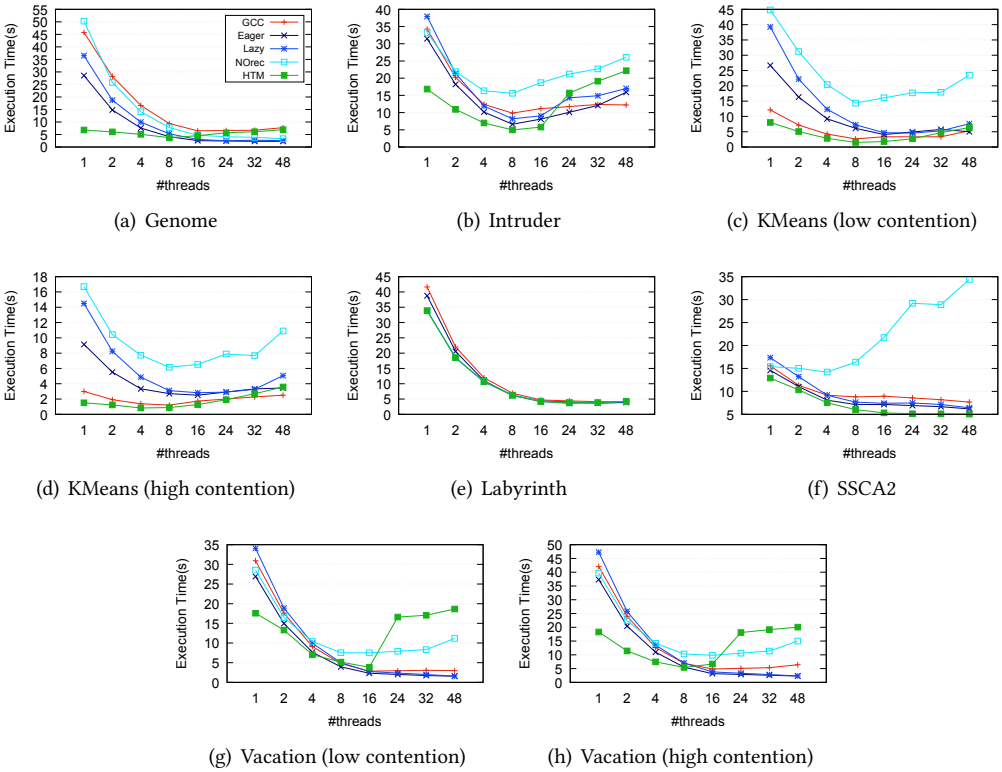 55
50
45
40
35
30
25
20
15
10
5
0
Execution Time(s)
GCC
Eager
Lazy
NOrec
HTM
1 2 4 8 16 24 32 48
#threads
(a) Genome
40
35
30
25
20
15
10
5
0
Execution Time(s)
1 2 4 8 16 24 32 48
#threads
(b) Intruder
45
40
35
30
25
20
15
10
5
0
Execution Time(s)
1 2 4 8 16 24 32 48
#threads
(c) KMeans (low contention)
18
16
14
12
10
8
6
4
2
0
Execution Time(s)
1 2 4 8 16 24 32 48
#threads
(d) KMeans (high contention)
45
40
35
30
25
20
15
10
5
0
Execution Time(s)
1 2 4 8 16 24 32 48
#threads
(e) Labyrinth
35
30
25
20
15
10
5
Execution Time(s)
1 2 4 8 16 24 32 48
#threads
(f) SSCA2
35
30
25
20
15
10
5
0
Execution Time(s)
1 2 4 8 16 24 32 48
#threads
(g) Vacation (low contention)
50
45
40
35
30
25
20
15
10
5
0
Execution Time(s)
1 2 4 8 16 24 32 48
#threads
(h) Vacation (high contention)